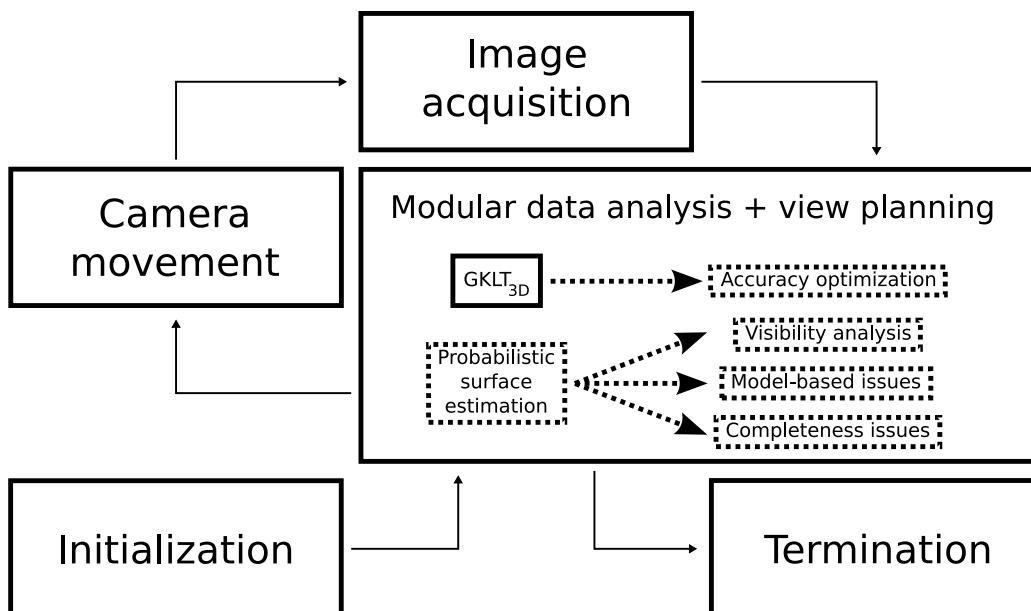 Image
acquisition
Camera
movement
Modular data analysis + view planning
GKLT3D
Accuracy optimization
Probabilistic
surface
estimation
Visibility analysis
Model-based issues
Completeness issues
Initialization
Termination